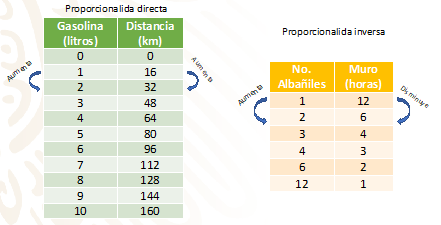 Proporcionalida directa
Gasolina (litros) Distancia (km)
0 0
1 16
2 32
3 48
4 64
5 80
6 96
7 112
8 128
9 144
10 160
Aumenta
Aumenta
Proporcionalida inversa
No. Albañiles Muro (horas)
1 12
2 6
3 4
4 3
6 2
12 1
Aumenta
Disminuye